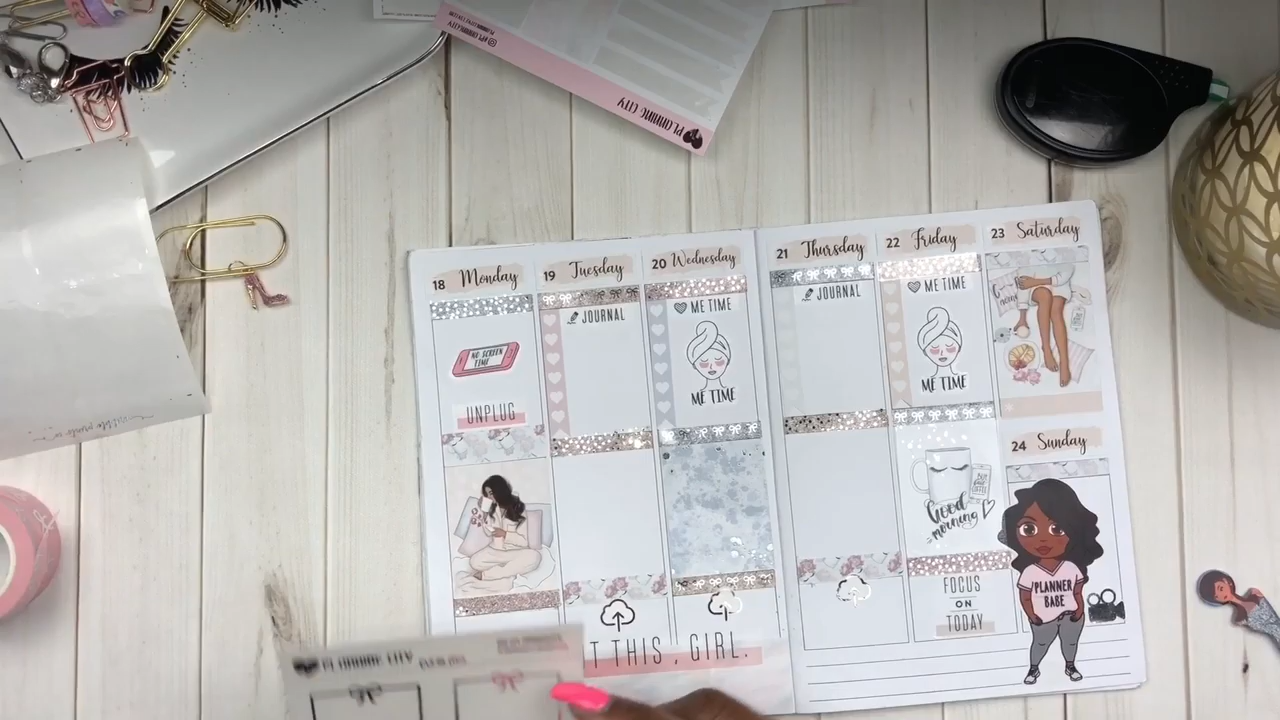 PLANNING CITY
18 Monday
19 Tuesday
20 Wednesday
21 Thursday
22 Friday
23 Saturday
24 Sunday
NO SCREEN
TIME
UNPLUG
JOURNAL
ME TIME
ME TIME
JOURNAL
ME TIME
ME TIME
Good
morning
FOCUS
ON
TODAY
PLANNER
BABE
T THIS, GIRL.
PLANNING CITY